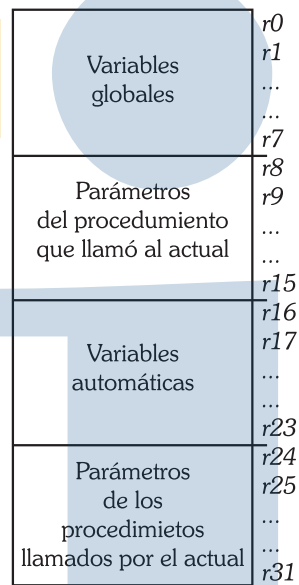 Variables
globales
r0
r1
...
...
r7
Parámetros
del procedumiento
que llamó al actual
r8
r9
...
...
r15
Variables
automáticas
r16
r17
...
...
r23
Parámetros
de los
procedimietos
llamados por el actual
r24
r25
...
...
r31